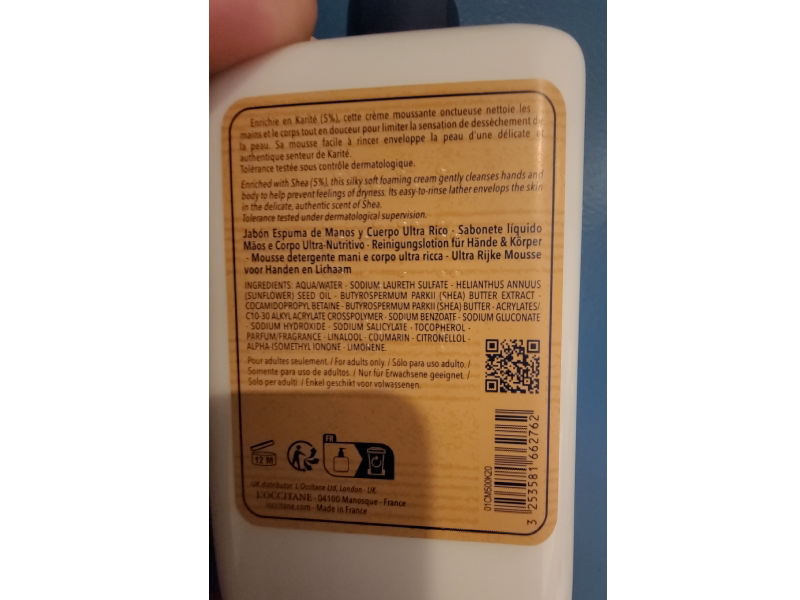 Enrichie en Karité (5%), cette crème moussante onctueuse nettoie les
mains et le corps tout en douceur pour limiter la sensation de dessèchement de
la peau. Sa mousse facile à rincer enveloppe la peau d'une délicate et
authentique senteur de Karité.
Tolérance testée sous contrôle dermatologique.
Enriched with Shea (5%), this silky soft foaming cream gently cleanses hands and
body to help prevent feelings of dryness. Its easy-to-rinse lather envelops the skin
in the delicate, authentic scent of Shea.
Tolerance tested under dermatological supervision.
Jabón Espuma de Manos y Cuerpo Ultra Rico - Sabonete líquido
Mãos e Corpo Ultra-Nutritivo - Reinigungslotion für Hände & Körper
- Mousse detergente mani e corpo ultra ricca - Ultra Rijke Mousse
voor Handen en Lichaam
INGREDIENTS: AQUA/WATER - SODIUM LAURETH SULFATE - HELIANTHUS ANNUUS
(SUNFLOWER) SEED OIL - BUTYROSPERMUM PARKII (SHEA) BUTTER EXTRACT -
COCAMIDOPROPYL BETAINE - BUTYROSPERMUM PARKII (SHEA) BUTTER - ACRYLATES/
C10-30 ALKYL ACRYLATE CROSSPOLYMER - SODIUM BENZOATE - SODIUM GLUCONATE
- SODIUM HYDROXIDE - SODIUM SALICYLATE - TOCOPHEROL -
PARFUM/FRAGRANCE - LINALOOL - COUMARIN - CITRONELLOL -
ALPHA-ISOMETHYL IONONE - LIMONENE.
Pour adultes seulement. / For adults only. / Sólo para uso adulto. /
Somente para uso de adultos. / Nur für Erwachsene geeignet. /
Solo per adulti. / Enkel geschikt voor volwassenen.
12 M
FR
UK distributor: L'Occitane Ltd, London - UK
L'OCCITANE - 04100 Manosque - France
loccitane.com - Made in France
01CM500K20
3 253581 662762